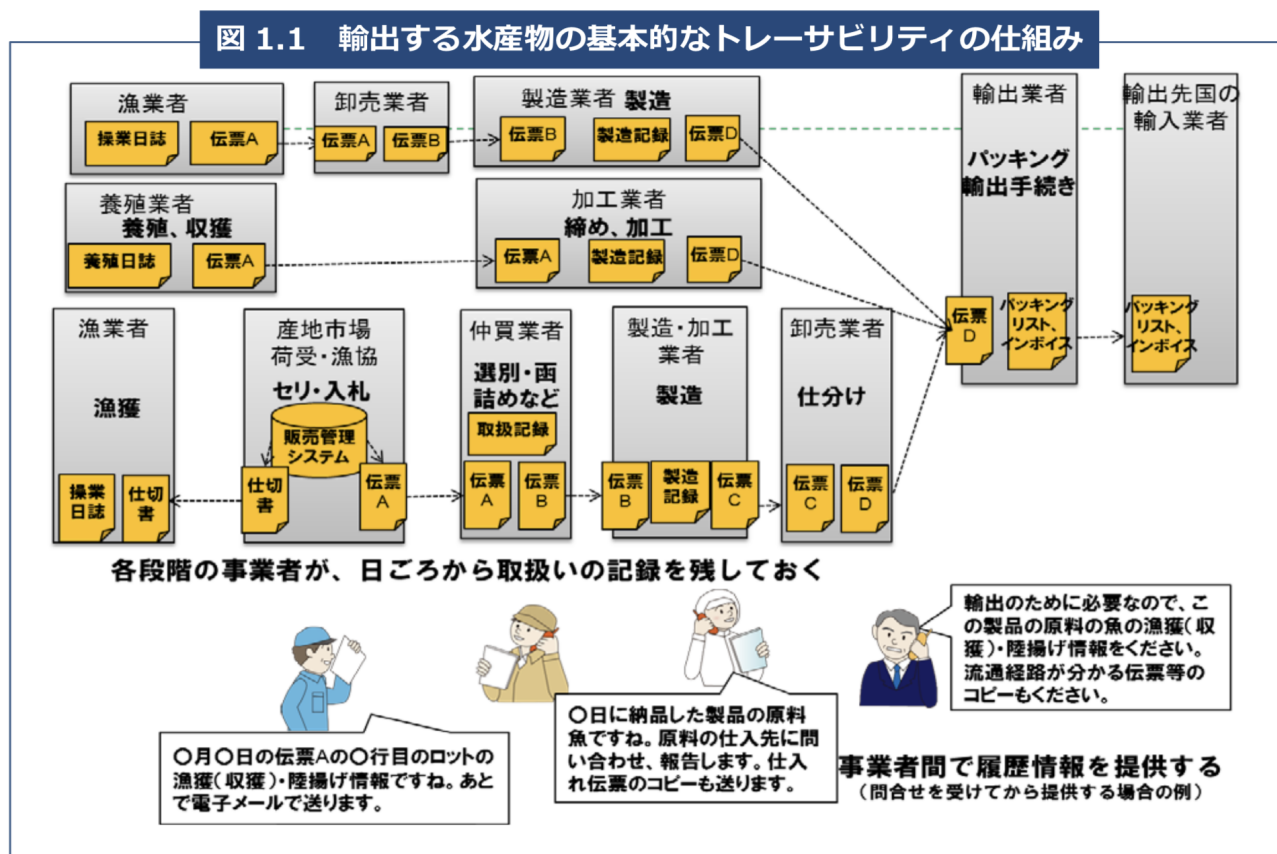 図 1.1　輸出する水産物の基本的なトレーサビリティの仕組み
漁業者
操業日誌
伝票A
卸売業者
伝票A
伝票B
製造業者 製造
伝票B
製造記録
伝票D
輸出業者
パッキング
輸出手続き
伝票
D
パッキング
リスト、
インボイス
輸出先国の
輸入業者
パッキング
リスト、
インボイス
養殖業者
養殖、収獲
養殖日誌
伝票A
加工業者
締め、加工
伝票A
製造記録
伝票D
漁業者
漁獲
操業
日誌
仕切
書
産地市場
荷受・漁協
セリ・入札
販売管理
システム
仕切
書
伝票
A
仲買業者
選別・函
詰めなど
取扱記録
伝票
A
伝票
B
製造・加工
業者
製造
伝票
B
製造
記録
伝票
C
卸売業者
仕分け
伝票
C
伝票
D
各段階の事業者が、日ごろから取扱いの記録を残しておく
輸出のために必要なので、こ
の製品の原料の魚の漁獲(収
獲)・陸揚げ情報をください。
流通経路が分かる伝票等の
コピーもください。
〇日に納品した製品の原料
魚ですね。原料の仕入先に問
い合わせ、報告します。仕入
れ伝票のコピーも送ります。
〇月〇日の伝票Aの〇行目のロットの
漁獲(収獲)・陸揚げ情報ですね。あと
で電子メールで送ります。
事業者間で履歴情報を提供する
(問合せを受けてから提供する場合の例)